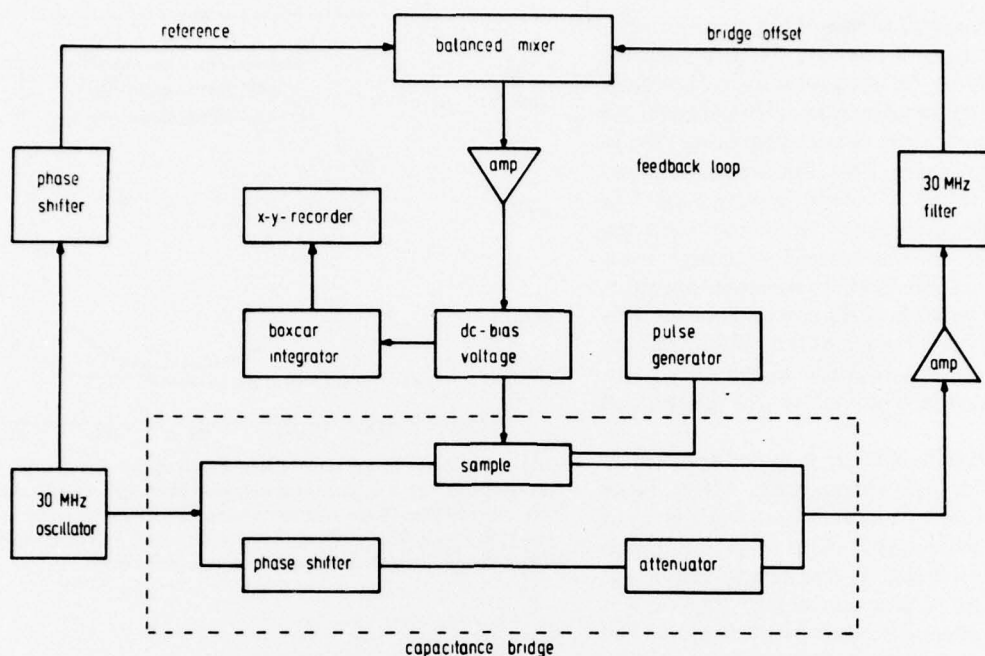 reference
balanced mixer
bridge offset
phase
shifter
amp
feedback loop
30 MHz
filter
x-y-recorder
boxcar
integrator
dc-bias
voltage
pulse
generator
amp
sample
30 MHz
oscillator
phase shifter
attenuator
capacitance bridge